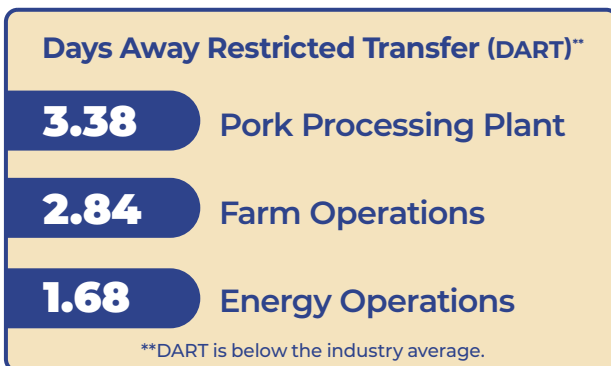 Days Away Restricted Transfer (DART)**
3.38 Pork Processing Plant
2.84 Farm Operations
1.68 Energy Operations
**DART is below the industry average.